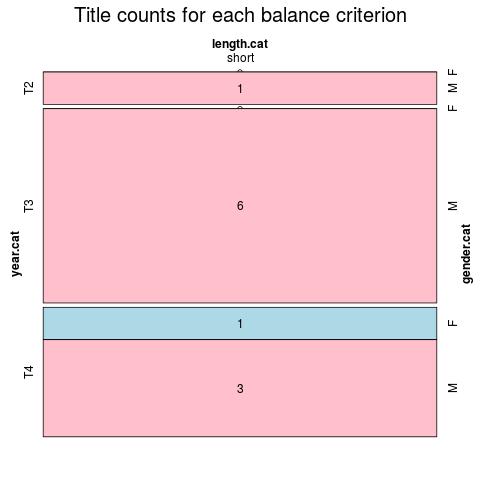 Title counts for each balance criterion
length.cat
short
T2
F
1
M
F
T3
6
M
year.cat
gender.cat
1
F
T4
3
M